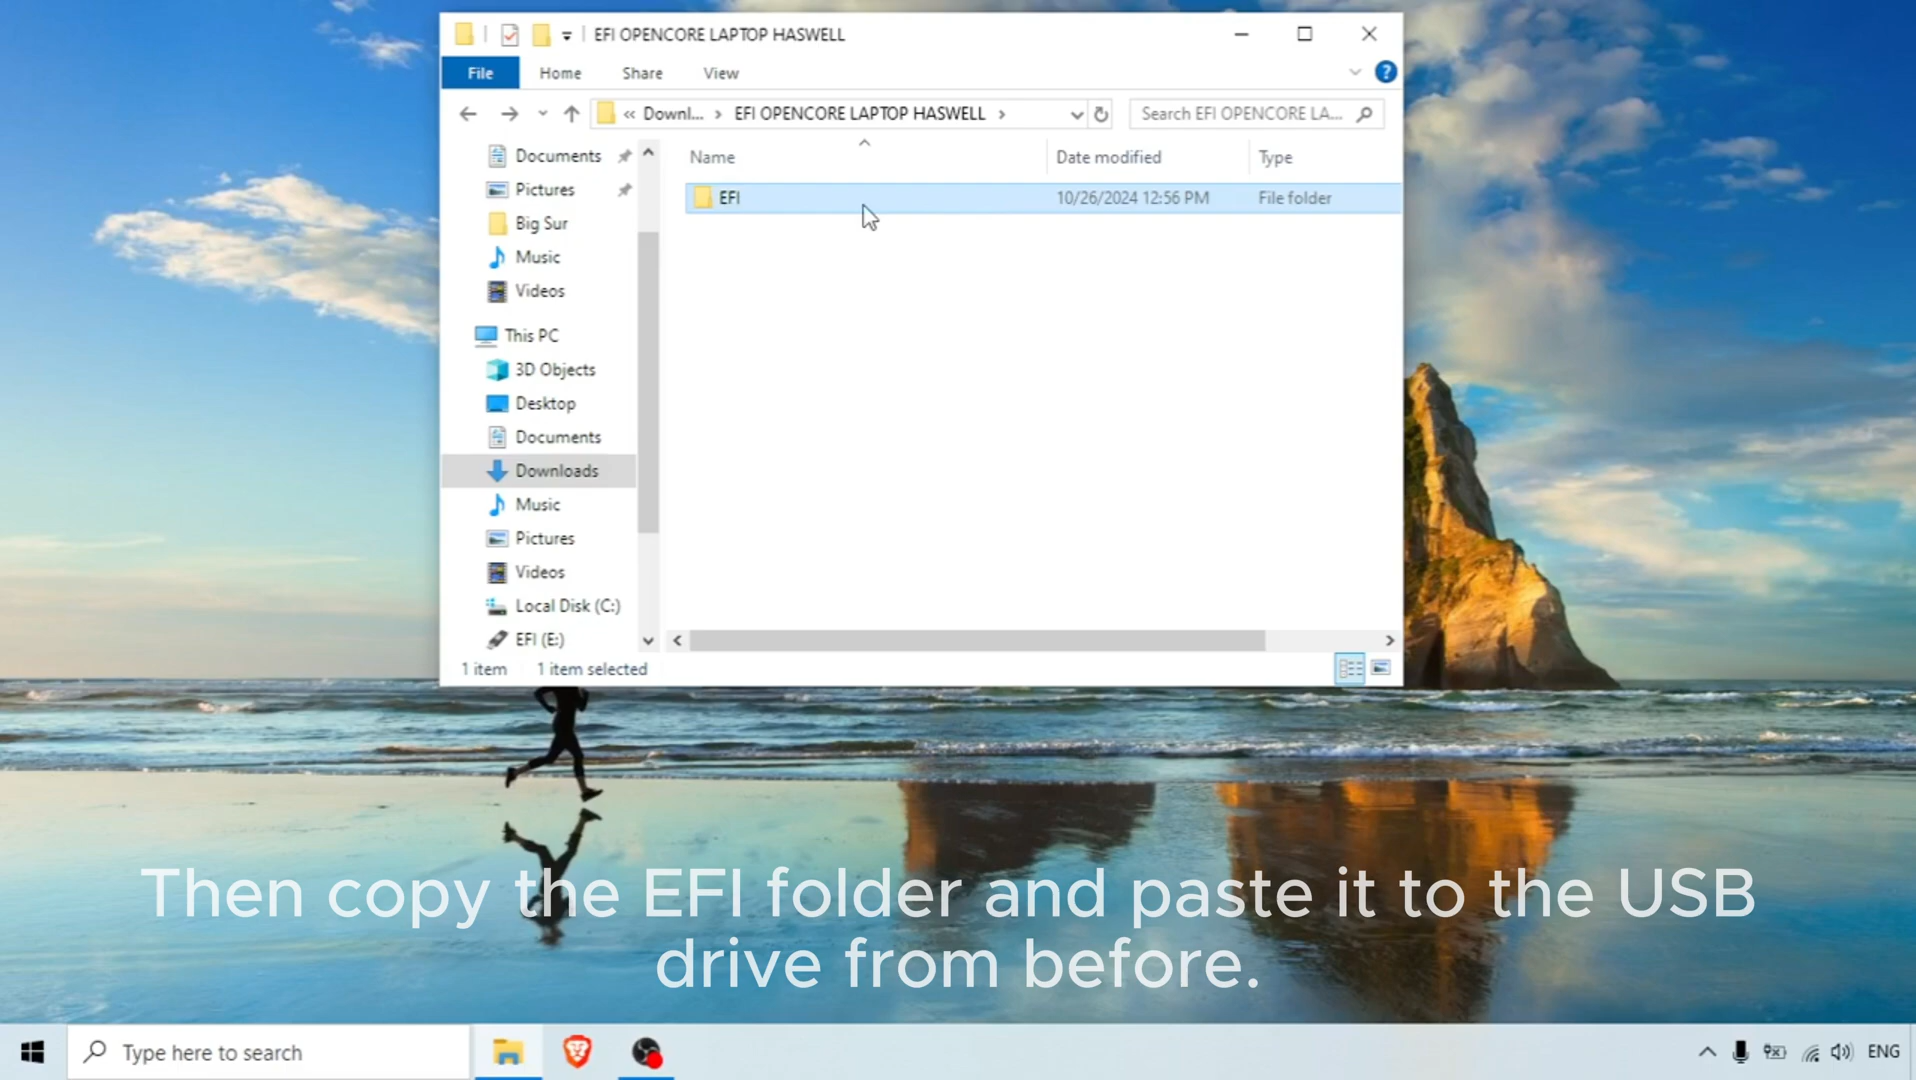 EFI OPENCORE LAPTOP HASWELL
File Home Share View
« Downl... › EFI OPENCORE LAPTOP HASWELL ›
Search EFI OPENCORE LA...
Name Date modified Type
EFI 10/26/2024 12:56 PM File folder
Documents
Pictures
Big Sur
Music
Videos
This PC
3D Objects
Desktop
Documents
Downloads
Music
Pictures
Videos
Local Disk (C:)
EFI (E:)
1 item 1 item selected
Then copy the EFI folder and paste it to the USB
drive from before.
Type here to search
ENG